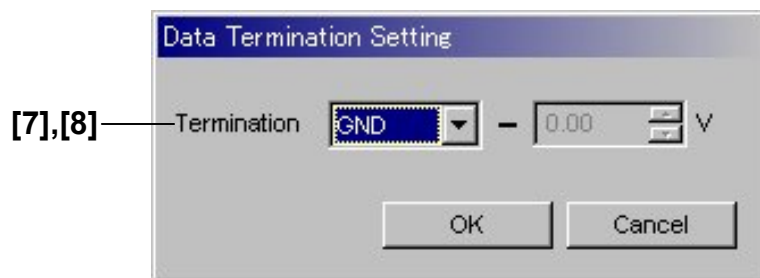 Data Termination Setting
[7],[8] Termination GND – 0.00 V
OK Cancel